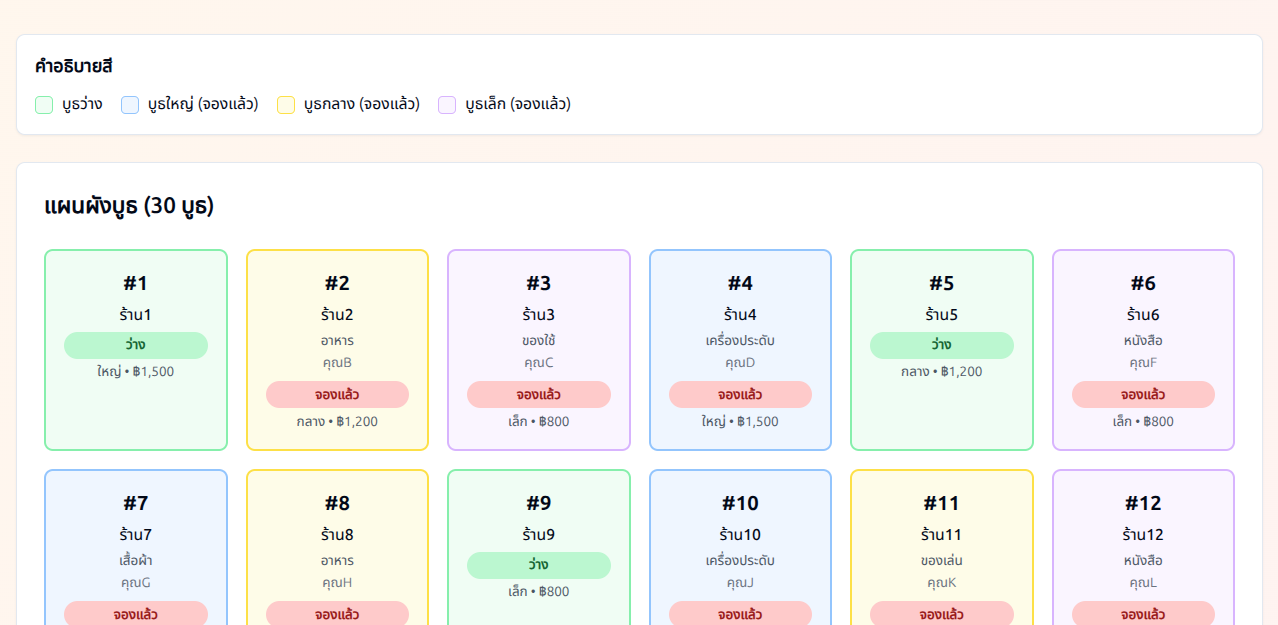 คำอธิบายสี
บูธว่าง บูธใหญ่ (จองแล้ว) บูธกลาง (จองแล้ว) บูธเล็ก (จองแล้ว)
แผนผังบูธ (30 บูธ)
#1
ร้าน1
ว่าง
ใหญ่ • ฿1,500
#2
ร้าน2
อาหาร
คุณB
จองแล้ว
กลาง • ฿1,200
#3
ร้าน3
ของใช้
คุณC
จองแล้ว
เล็ก • ฿800
#4
ร้าน4
เครื่องประดับ
คุณD
จองแล้ว
ใหญ่ • ฿1,500
#5
ร้าน5
ว่าง
กลาง • ฿1,200
#6
ร้าน6
หนังสือ
คุณF
จองแล้ว
เล็ก • ฿800
#7
ร้าน7
เสื้อผ้า
คุณG
จองแล้ว
#8
ร้าน8
อาหาร
คุณH
จองแล้ว
#9
ร้าน9
ว่าง
เล็ก • ฿800
#10
ร้าน10
เครื่องประดับ
คุณJ
จองแล้ว
#11
ร้าน11
ของเล่น
คุณK
จองแล้ว
#12
ร้าน12
หนังสือ
คุณL
จองแล้ว